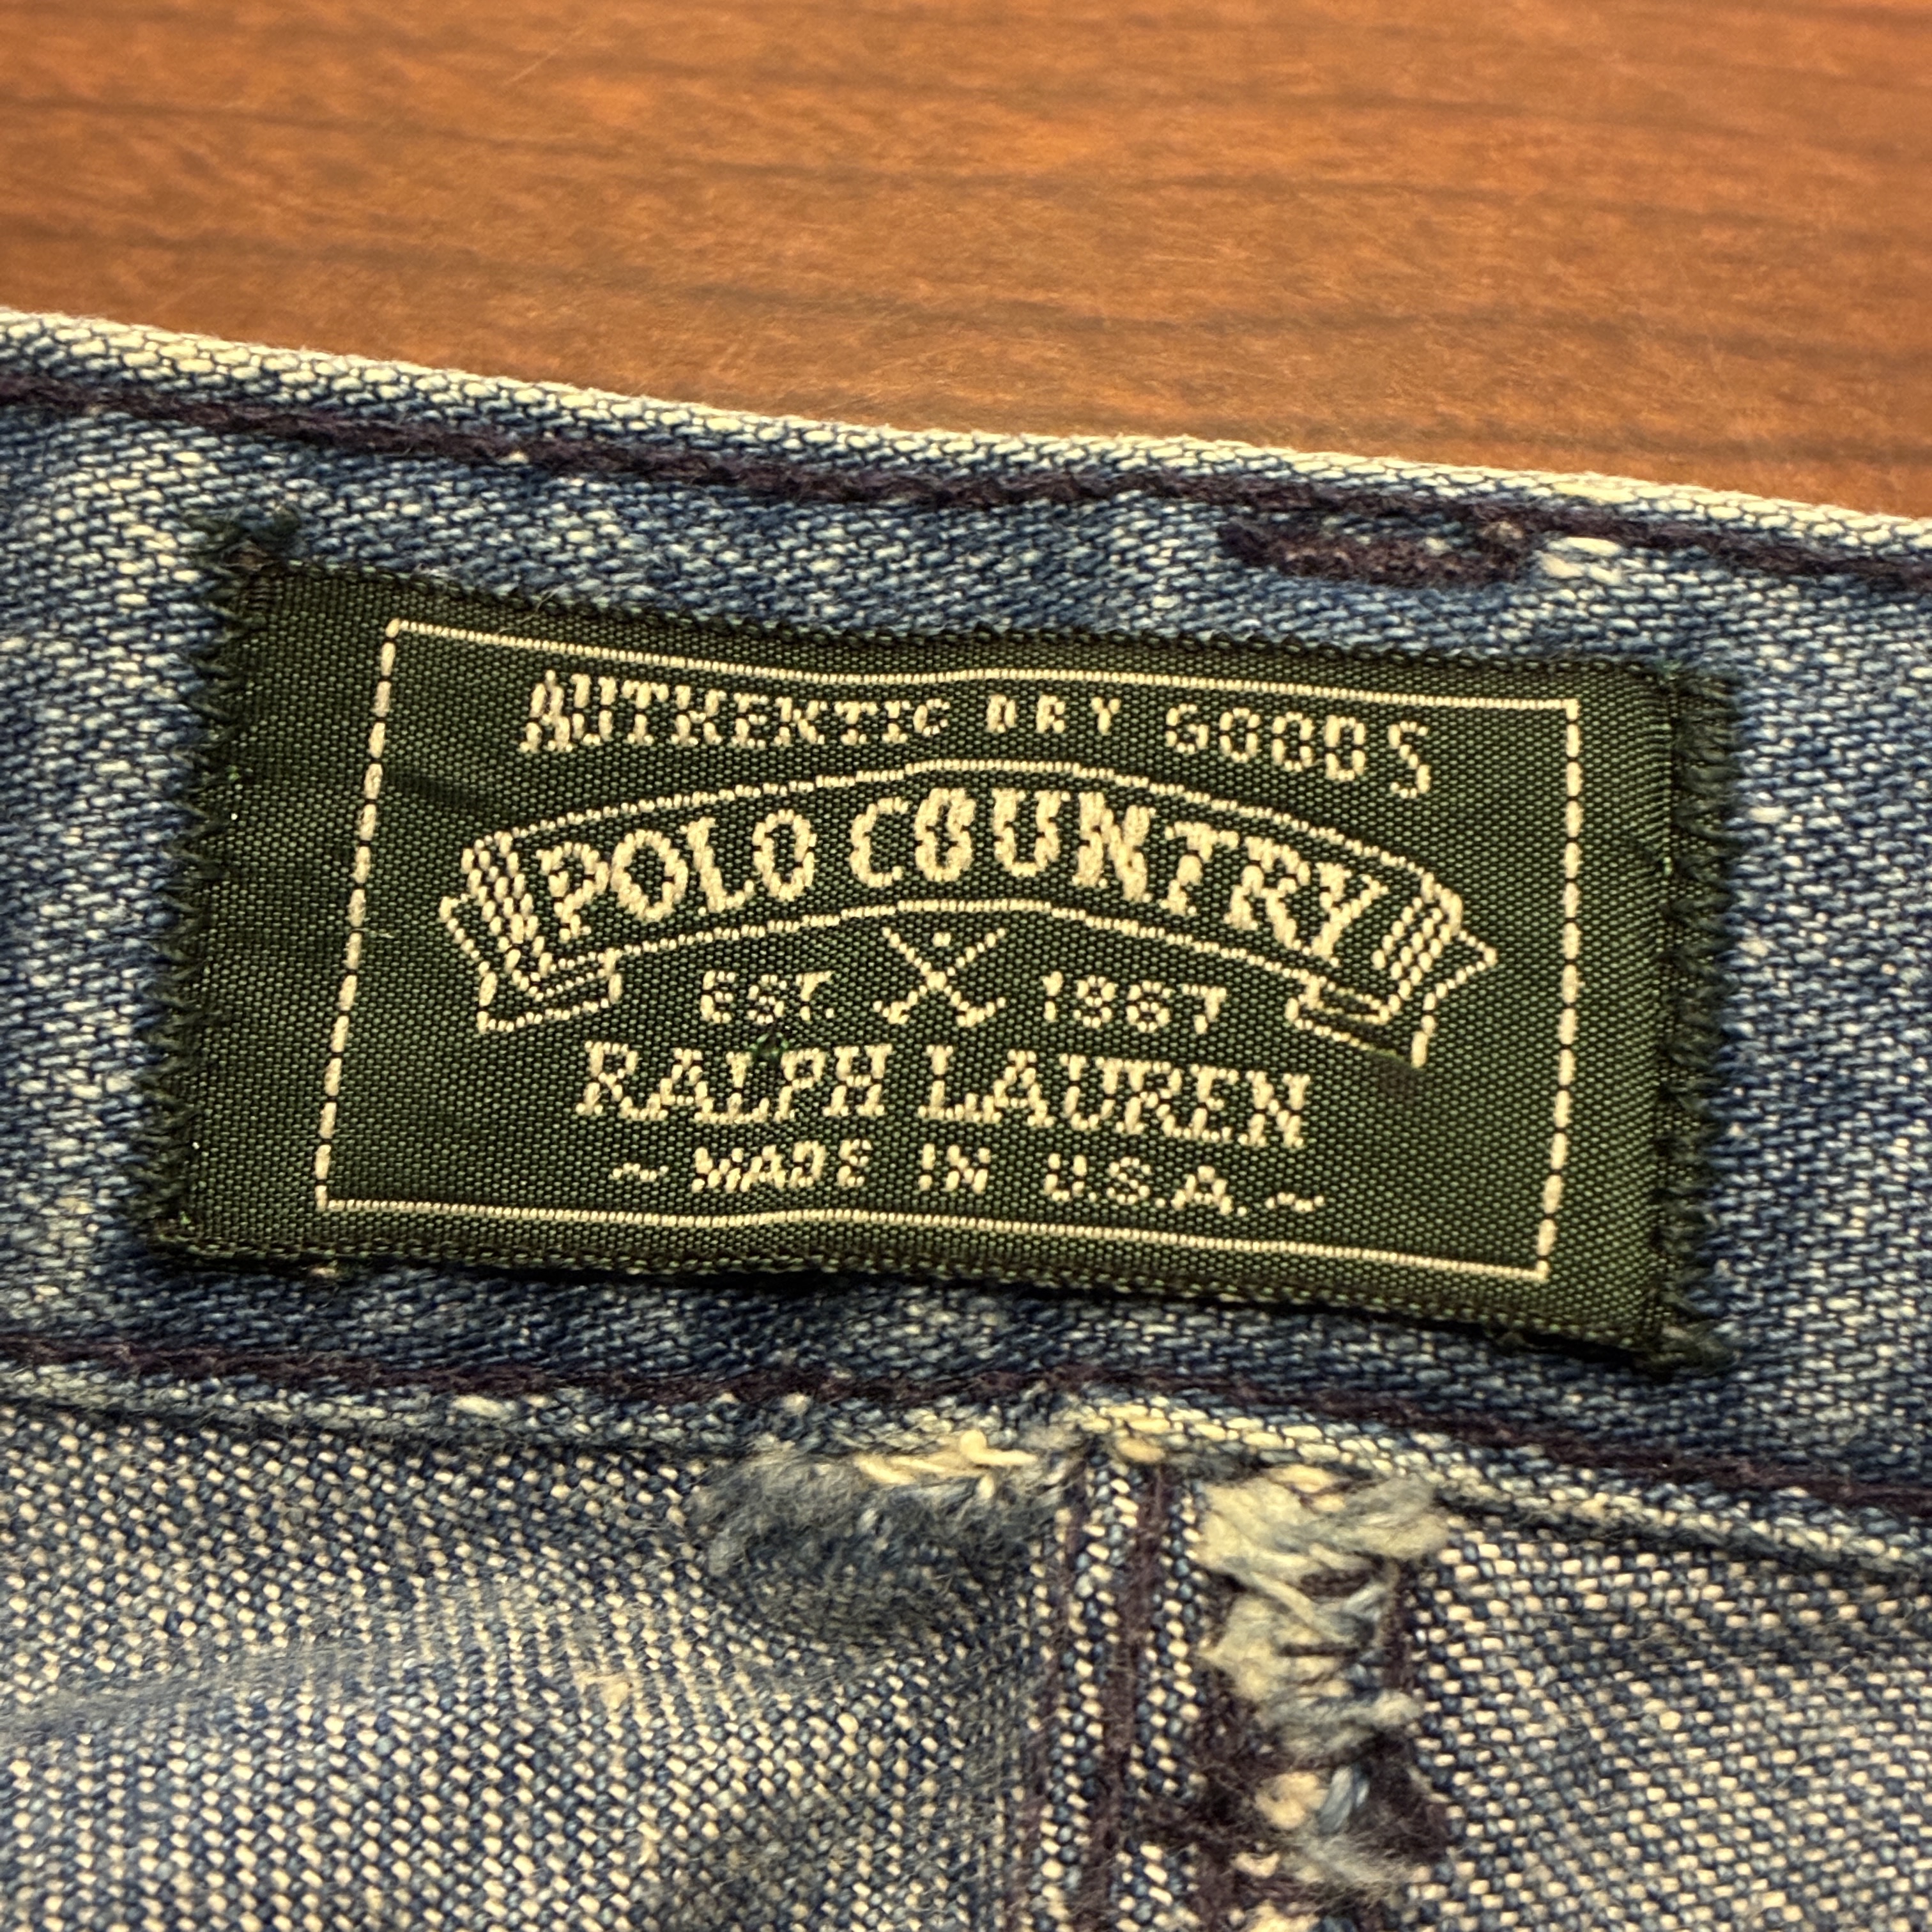 AUTHENTIC DRY GOODS
POLO COUNTRY
EST. 1967
RALPH LAUREN
~ MADE IN U.S.A. ~